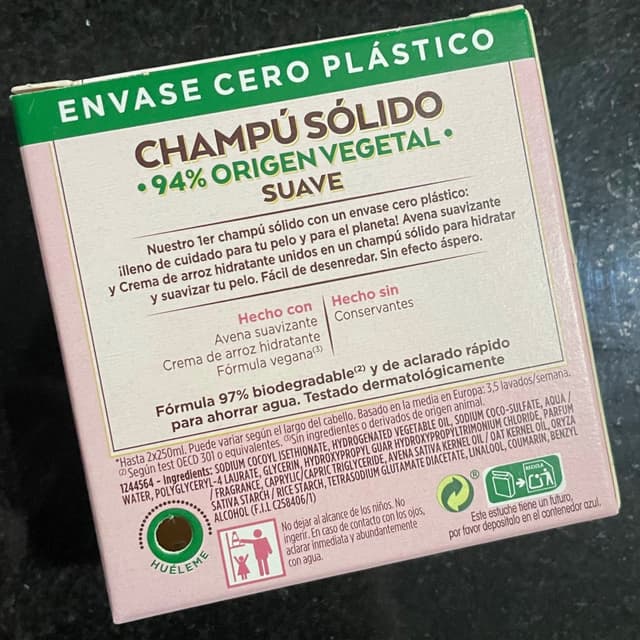 ENVASE CERO PLÁSTICO
CHAMPÚ SÓLIDO
• 94% ORIGEN VEGETAL •
SUAVE
Nuestro 1er champú sólido con un envase cero plástico:
¡lleno de cuidado para tu pelo y para el planeta! Avena suavizante
y Crema de arroz hidratante unidos en un champú sólido para hidratar
y suavizar tu pelo. Fácil de desenredar. Sin efecto áspero.
Hecho con
Avena suavizante
Crema de arroz hidratante
Fórmula vegana(3)
Hecho sin
Conservantes
Fórmula 97% biodegradable(2) y de aclarado rápido
para ahorrar agua. Testado dermatológicamente
*Hasta 2x250ml. Puede variar según el largo del cabello. Basado en la media en Europa: 3,5 lavados/semana.
(2)Según test OECD 301 o equivalentes. (3)Sin ingredientes o derivados de origen animal.
1244564 - Ingredients: SODIUM COCOYL ISETHIONATE, HYDROGENATED VEGETABLE OIL, SODIUM COCO-SULFATE, AQUA /
WATER, POLYGLYCERYL-4 LAURATE, GLYCERIN, HYDROXYPROPYL GUAR HYDROXYPROPYLTRIMONIUM CHLORIDE, PARFUM
/ FRAGRANCE, CAPRYLIC/CAPRIC TRIGLYCERIDE, AVENA SATIVA KERNEL OIL / OAT KERNEL OIL, ORYZA
SATIVA STARCH / RICE STARCH, TETRASODIUM GLUTAMATE DIACETATE, LINALOOL, COUMARIN, BENZYL
ALCOHOL (F.I.L C258406/1)
HUÉLEME
No dejar al alcance de los niños. No
ingerir. En caso de contacto con los ojos,
aclarar inmediata y abundantemente
con agua.
RECICLA
Este estuche tiene un futuro,
por favor deposítalo en el contenedor azul.